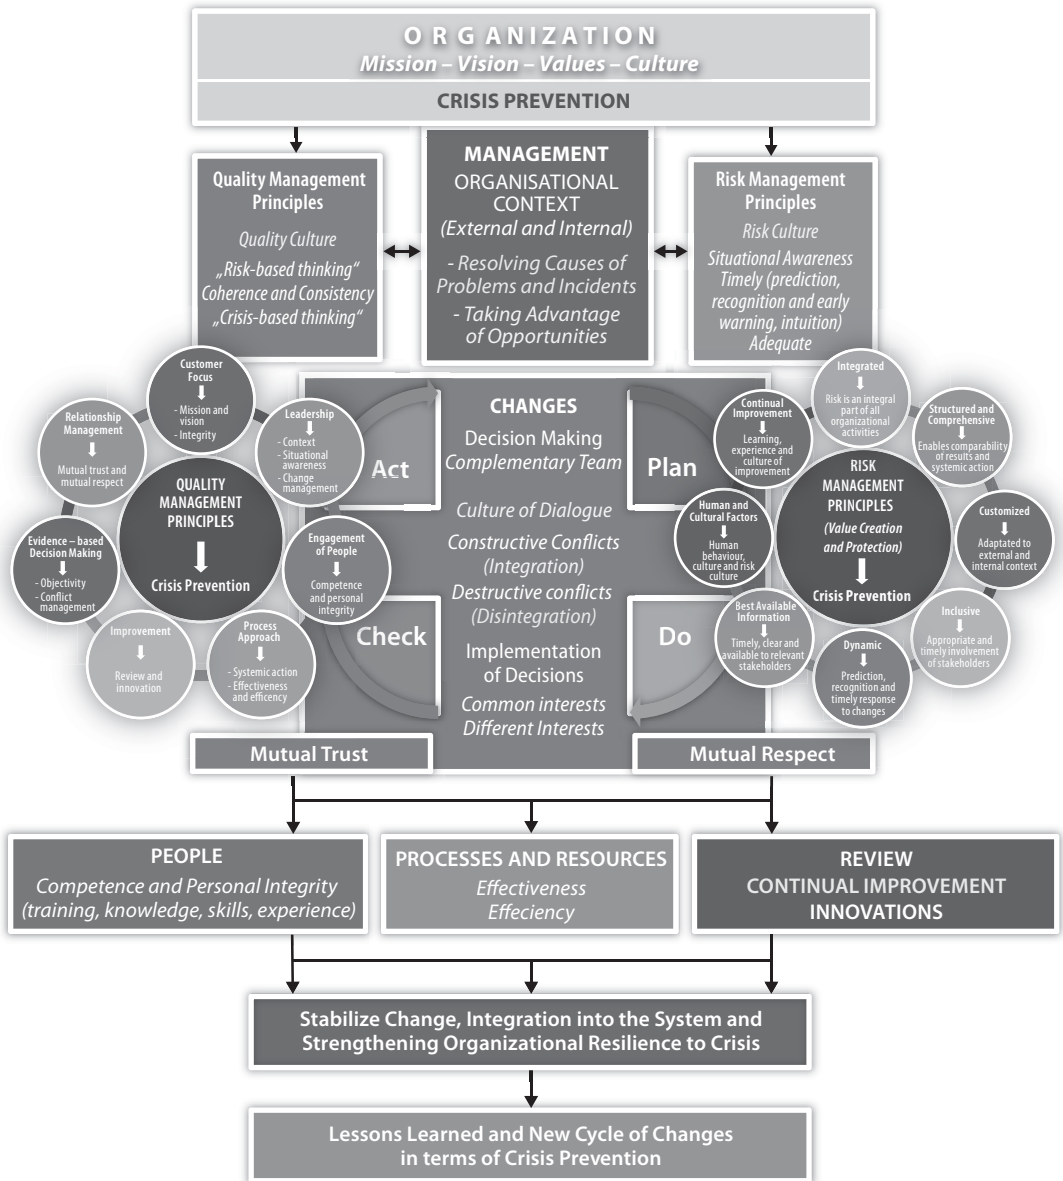 ORGANIZATION
Mission – Vision – Values – Culture
CRISIS PREVENTION
Quality Management
Principles
Quality Culture
„Risk-based thinking“
Coherence and Consistency
„Crisis-based thinking“
MANAGEMENT
ORGANISATIONAL
CONTEXT
(External and Internal)
- Resolving Causes of
Problems and Incidents
- Taking Advantage
of Opportunities
Risk Management
Principles
Risk Culture
Situational Awareness
Timely (prediction,
recognition and early
warning, intuition)
Adequate
Customer
Focus
- Mission and
vision
- Integrity
Leadership
- Context
- Situational
awareness
- Change
management
Engagement
of People
Competence
and personal
integrity
Process
Approach
- Systemic action
- Effectiveness
and efficency
Improvement
Review and
innovation
Evidence – based
Decision Making
- Objectivity
- Conflict
management
Relationship
Management
Mutual trust and
mutual respect
QUALITY
MANAGEMENT
PRINCIPLES
Crisis Prevention
Act
Plan
Check
Do
CHANGES
Decision Making
Complementary Team
Culture of Dialogue
Constructive Conflicts
(Integration)
Destructive conflicts
(Disintegration)
Implementation
of Decisions
Common interests
Different Interests
Integrated
Risk is an integral
part of all
organizational
activities
Structured and
Comprehensive
Enables comparability
of results and
systemic action
Customized
Adaptated to
external and
internal context
Inclusive
Appropriate and
timely involvement
of stakeholders
Dynamic
Prediction,
recognition and
timely response
to changes
Best Available
Information
Timely, clear and
available to relevant
stakeholders
Human and
Cultural Factors
Human
behaviour,
culture and risk
culture
Continual
Improvement
Learning,
experience and
culture of
improvement
RISK
MANAGEMENT
PRINCIPLES
(Value Creation
and Protection)
Crisis Prevention
Mutual Trust
Mutual Respect
PEOPLE
Competence and Personal Integrity
(training, knowledge, skills, experience)
PROCESSES AND RESOURCES
Effectiveness
Effeciency
REVIEW
CONTINUAL IMPROVEMENT
INNOVATIONS
Stabilize Change, Integration into the System and
Strengthening Organizational Resilience to Crisis
Lessons Learned and New Cycle of Changes
in terms of Crisis Prevention